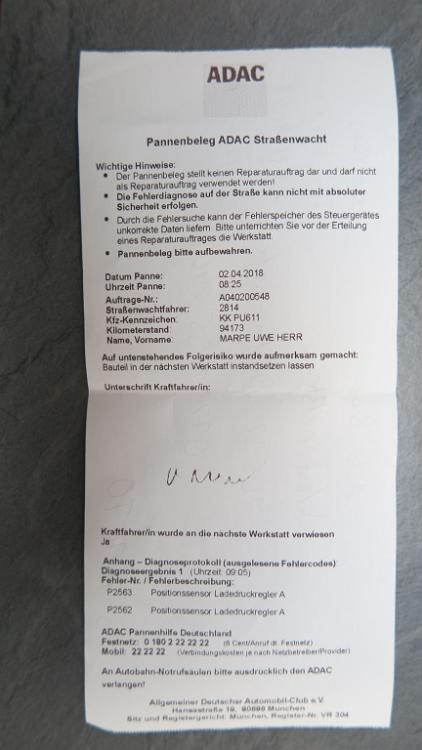 ADAC
Pannenbeleg ADAC Straßenwacht
Wichtige Hinweise:
• Der Pannenbeleg stellt keinen Reparaturauftrag dar und darf nicht
als Reparaturauftrag verwendet werden!
• Die Fehlerdiagnose auf der Straße kann nicht mit absoluter
Sicherheit erfolgen.
• Durch die Fehlersuche kann der Fehlerspeicher des Steuergerätes
unkorrekte Daten liefern. Bitte unterrichten Sie vor der Erteilung
eines Reparaturauftrages die Werkstatt.
• Pannenbeleg bitte aufbewahren.
Datum Panne: 02.04.2018
Uhrzeit Panne: 08:25
Auftrags-Nr.: A040200548
Straßenwachtfahrer: 2814
Kfz-Kennzeichen: KK PU611
Kilometerstand: 94173
Name, Vorname: MARPE UWE HERR
Auf untenstehendes Folgerisiko wurde aufmerksam gemacht:
Bauteil in der nächsten Werkstatt instandsetzen lassen
Unterschrift Kraftfahrer/in:
Kraftfahrer/in wurde an die nächste Werkstatt verwiesen
Ja
Anhang – Diagnoseprotokoll (ausgelesene Fehlercodes):
Diagnoseergebnis 1 (Uhrzeit: 09:05)
Fehler-Nr. / Fehlerbeschreibung:
P2563 Positionssensor Ladedruckregler A
P2562 Positionssensor Ladedruckregler A
ADAC Pannenhilfe Deutschland
Festnetz: 0 180 2 22 22 22 (6 Cent/Anruf dt. Festnetz)
Mobil: 22 22 22 (Verbindungskosten je nach Netzbetreiber/Provider)
An Autobahn-Notrufsäulen bitte ausdrücklich den ADAC
verlangen!
Allgemeiner Deutscher Automobil-Club e.V.
Hansastraße 19, 80686 München
Sitz und Registergericht: München, Register-Nr. VR 304